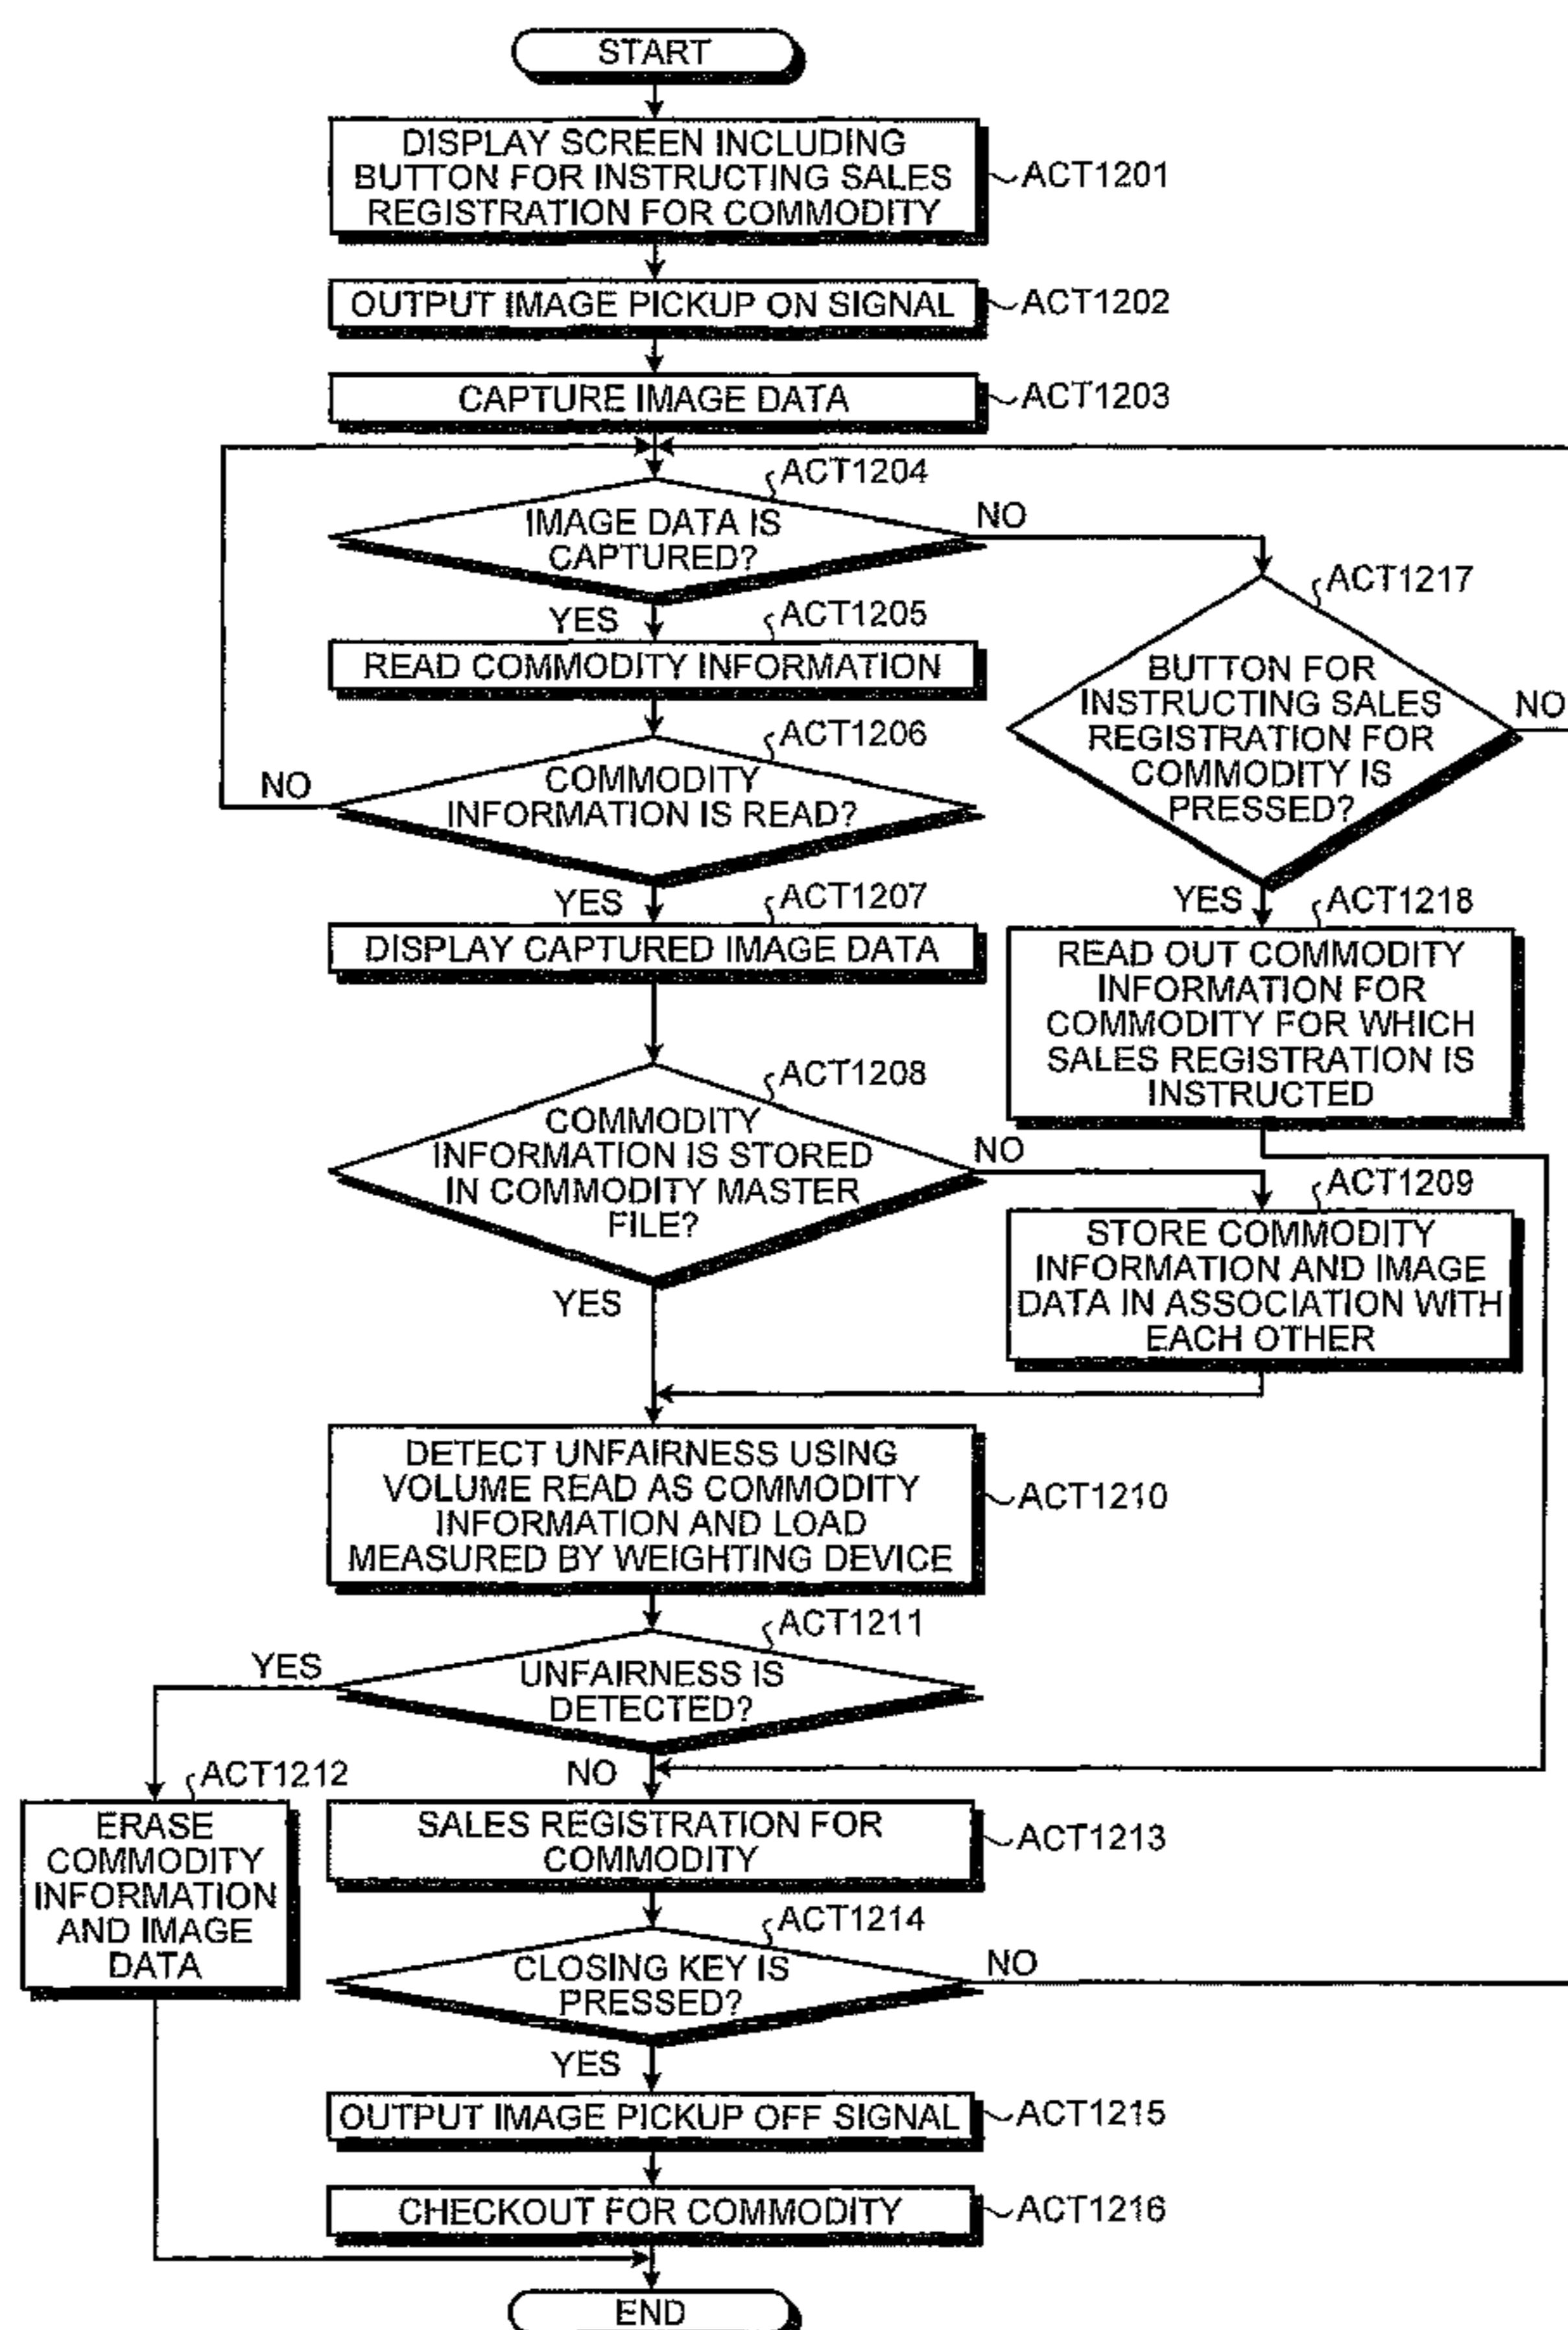 START
DISPLAY SCREEN INCLUDING
BUTTON FOR INSTRUCTING SALES
REGISTRATION FOR COMMODITY
ACT1201
OUTPUT IMAGE PICKUP ON SIGNAL
ACT1202
CAPTURE IMAGE DATA
ACT1203
ACT1204
IMAGE DATA IS
CAPTURED?
NO
YES
ACT1205
READ COMMODITY INFORMATION
ACT1206
COMMODITY
INFORMATION IS READ?
NO
YES
ACT1217
BUTTON FOR
INSTRUCTING SALES
REGISTRATION FOR
COMMODITY IS
PRESSED?
NO
YES
ACT1207
DISPLAY CAPTURED IMAGE DATA
ACT1218
READ OUT COMMODITY
INFORMATION FOR
COMMODITY FOR WHICH
SALES REGISTRATION IS
INSTRUCTED
ACT1208
COMMODITY
INFORMATION IS STORED
IN COMMODITY MASTER
FILE?
NO
YES
ACT1209
STORE COMMODITY
INFORMATION AND IMAGE
DATA IN ASSOCIATION WITH
EACH OTHER
DETECT UNFAIRNESS USING
VOLUME READ AS COMMODITY
INFORMATION AND LOAD
MEASURED BY WEIGHTING DEVICE
ACT1210
ACT1211
UNFAIRNESS IS
DETECTED?
YES
NO
ACT1212
ERASE
COMMODITY
INFORMATION
AND IMAGE
DATA
SALES REGISTRATION FOR
COMMODITY
ACT1213
ACT1214
CLOSING KEY IS
PRESSED?
NO
YES
OUTPUT IMAGE PICKUP OFF SIGNAL
ACT1215
CHECKOUT FOR COMMODITY
ACT1216
END